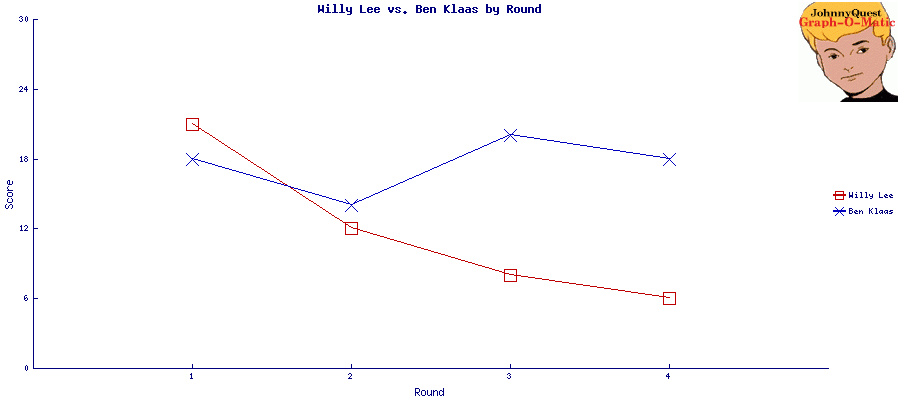 Willy Lee vs. Ben Klaas by Round
JohnnyQuest
Graph-O-Matic
30
24
18
12
6
0
Score
1 2 3 4
Round
Willy Lee
Ben Klaas